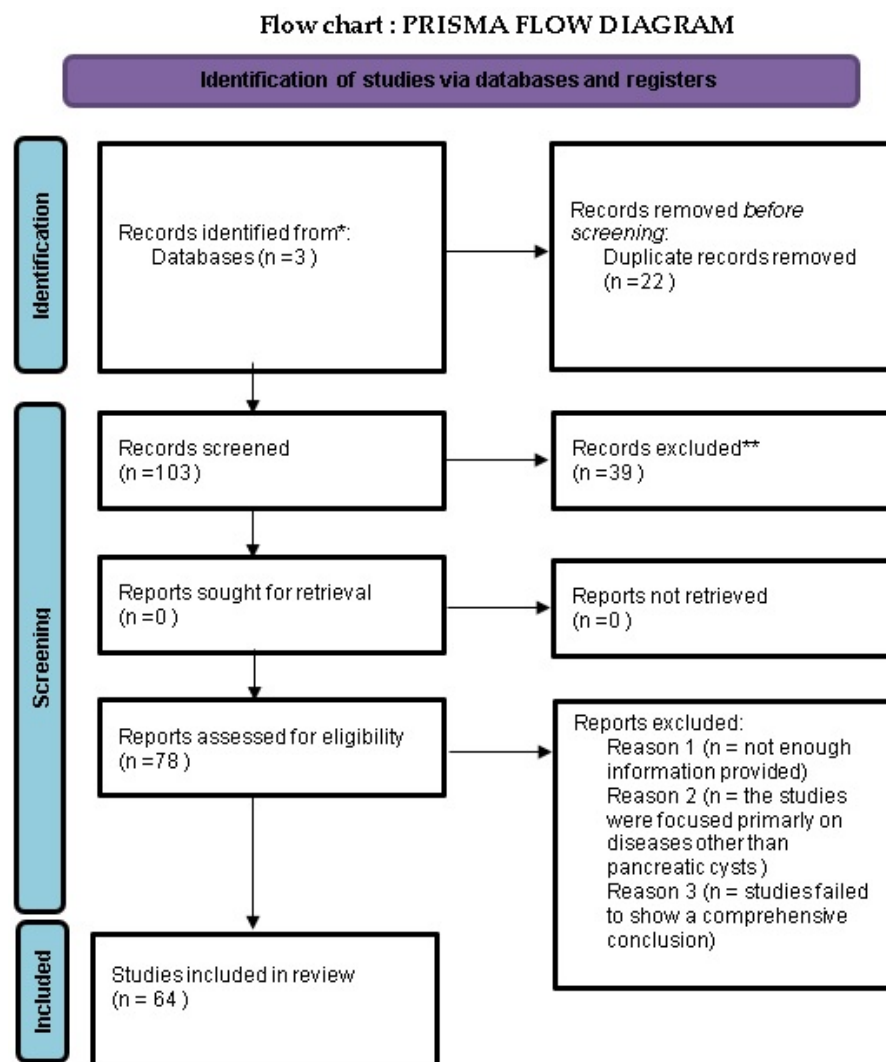 Flow chart : PRISMA FLOW DIAGRAM
Identification of studies via databases and registers
Identification
Records identified from*:
Databases (n =3 )
Records removed before
screening:
Duplicate records removed
(n =22 )
Screening
Records screened
(n =103)
Records excluded**
(n =39 )
Reports sought for retrieval
(n =0 )
Reports not retrieved
(n =0 )
Reports assessed for eligibility
(n =78 )
Reports excluded:
Reason 1 (n = not enough
information provided)
Reason 2 (n = the studies
were focused primarily on
diseases other than
pancreatic cysts )
Reason 3 (n = studies failed
to show a comprehensive
conclusion)
Included
Studies included in review
(n = 64 )